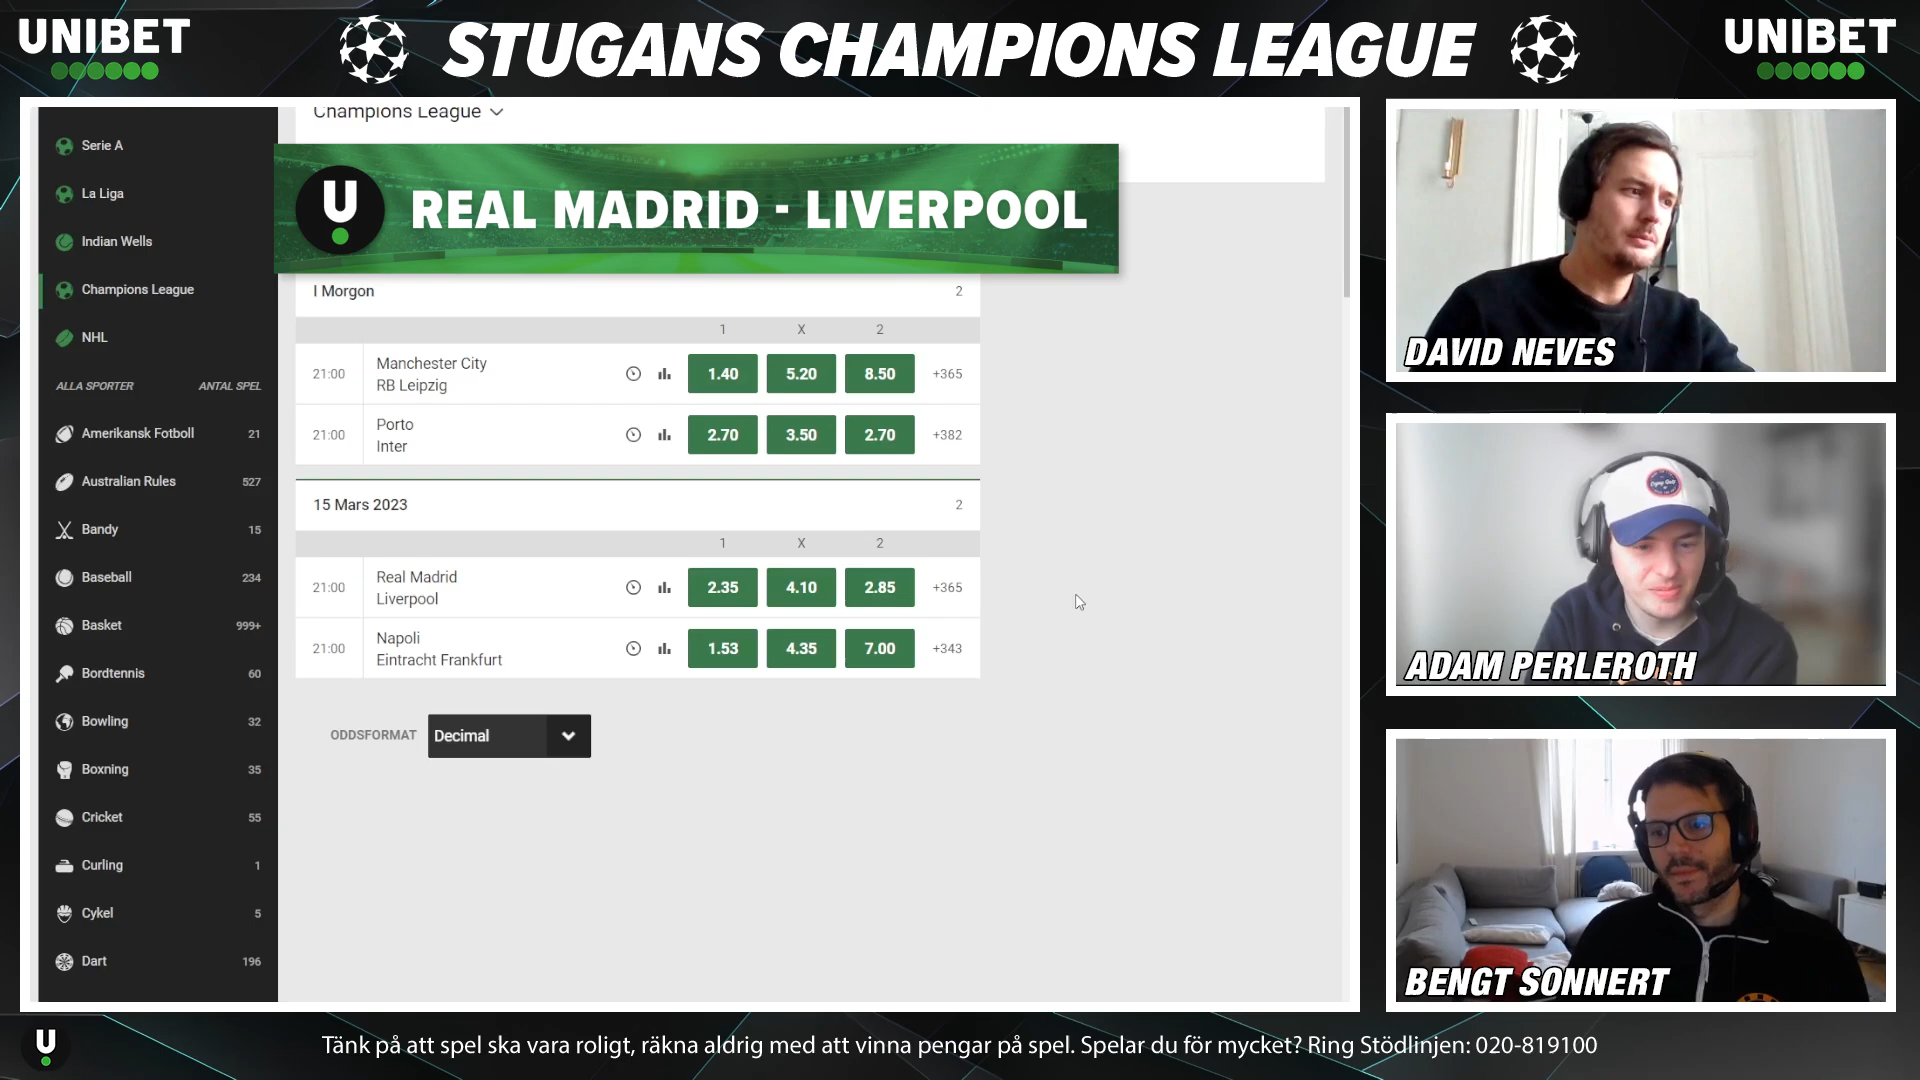 UNIBET
STUGANS CHAMPIONS LEAGUE
UNIBET
Champions League
U REAL MADRID - LIVERPOOL
Serie A
La Liga
Indian Wells
Champions League
NHL
ALLA SPORTER ANTAL SPEL
Amerikansk Fotboll 21
Australian Rules 527
Bandy 15
Baseball 234
Basket 999+
Bordtennis 60
Bowling 32
Boxning 35
Cricket 55
Curling 1
Cykel 5
Dart 196
I Morgon 2
1 X 2
21:00 Manchester City 1.40 5.20 8.50 +365
RB Leipzig
21:00 Porto 2.70 3.50 2.70 +382
Inter
15 Mars 2023 2
1 X 2
21:00 Real Madrid 2.35 4.10 2.85 +365
Liverpool
21:00 Napoli 1.53 4.35 7.00 +343
Eintracht Frankfurt
ODDSFORMAT Decimal
DAVID NEVES
ADAM PERLEROTH
BENGT SONNERT
U
Tänk på att spel ska vara roligt, räkna aldrig med att vinna pengar på spel. Spelar du för mycket? Ring Stödlinjen: 020-819100